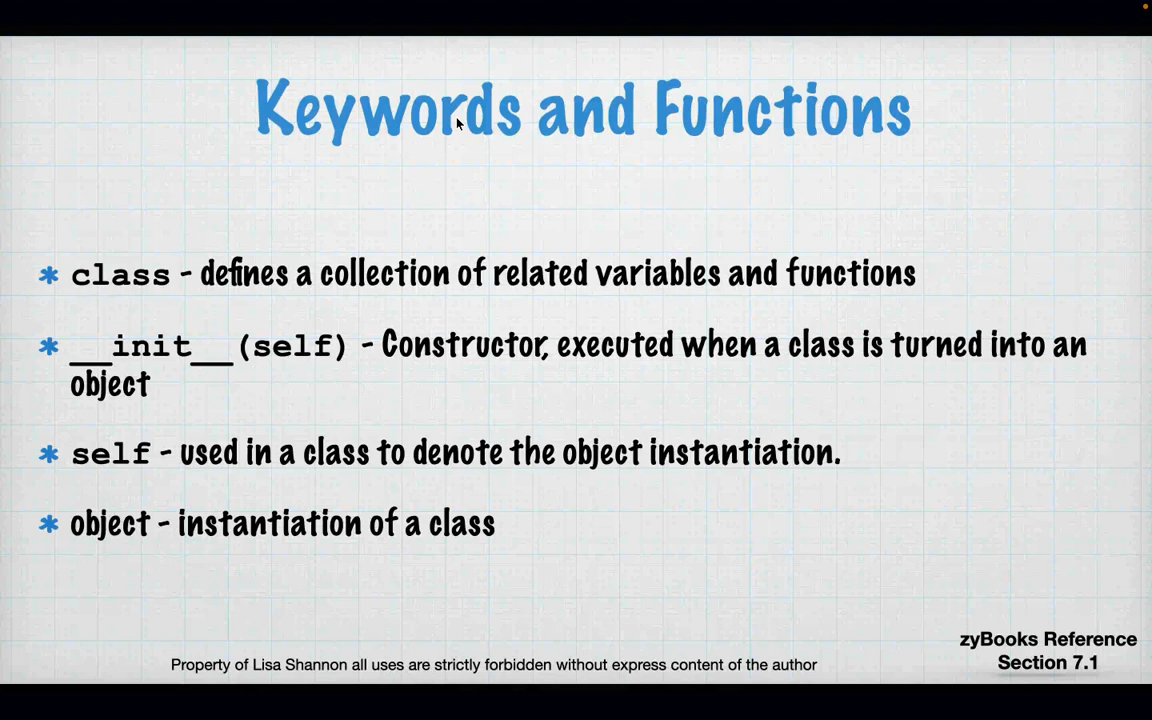 Keywords and Functions
* class - defines a collection of related variables and functions
* __init__(self) - Constructor, executed when a class is turned into an
object
* self - used in a class to denote the object instantiation.
* object - instantiation of a class
zyBooks Reference
Section 7.1
Property of Lisa Shannon all uses are strictly forbidden without express content of the author